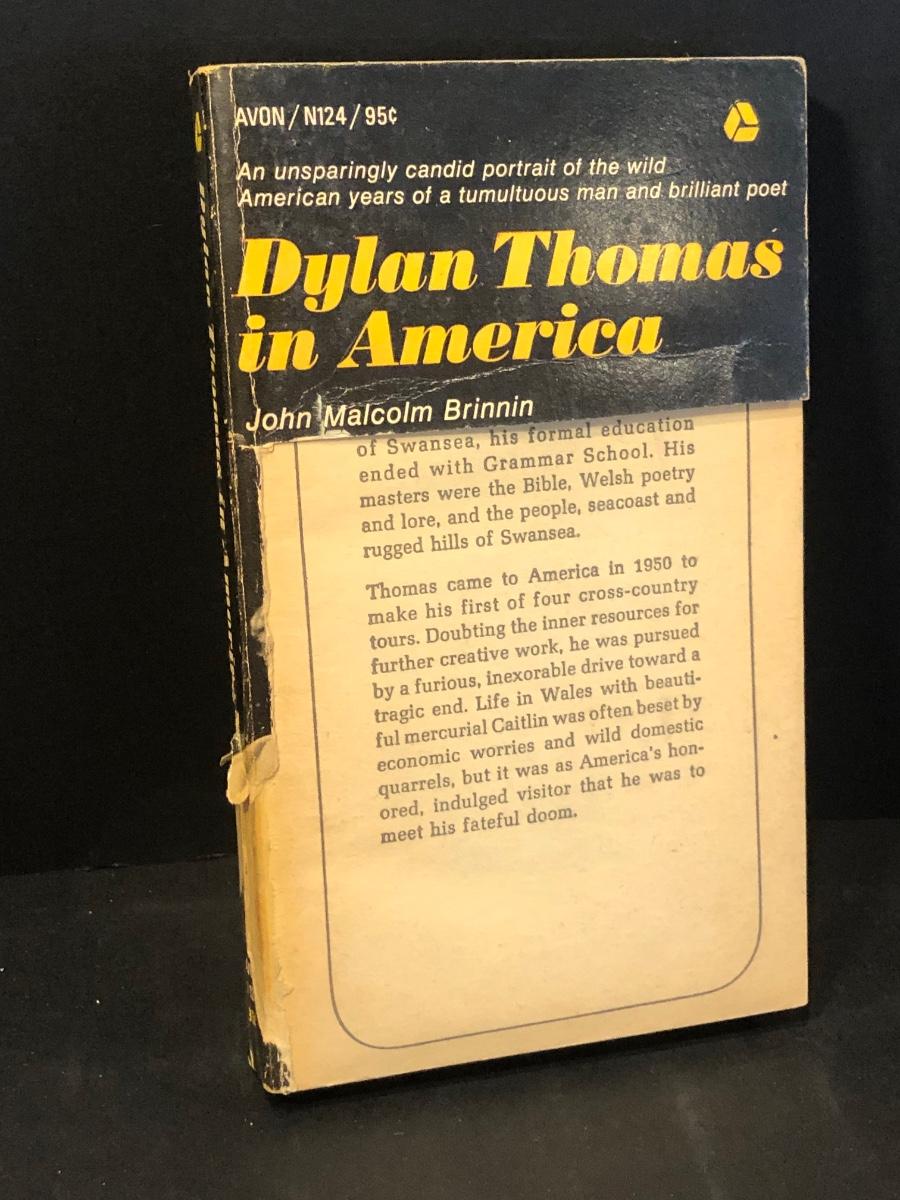 AVON / N124 / 95¢
An unsparingly candid portrait of the wild
American years of a tumultuous man and brilliant poet
Dylan Thomas
in America
John Malcolm Brinnin
of Swansea, his formal education
ended with Grammar School. His
masters were the Bible, Welsh poetry
and lore, and the people, seacoast and
rugged hills of Swansea.
Thomas came to America in 1950 to
make his first of four cross-country
tours. Doubting the inner resources for
further creative work, he was pursued
by a furious, inexorable drive toward a
tragic end. Life in Wales with beauti-
ful mercurial Caitlin was often beset by
economic worries and wild domestic
quarrels, but it was as America's hon-
ored, indulged visitor that he was to
meet his fateful doom.